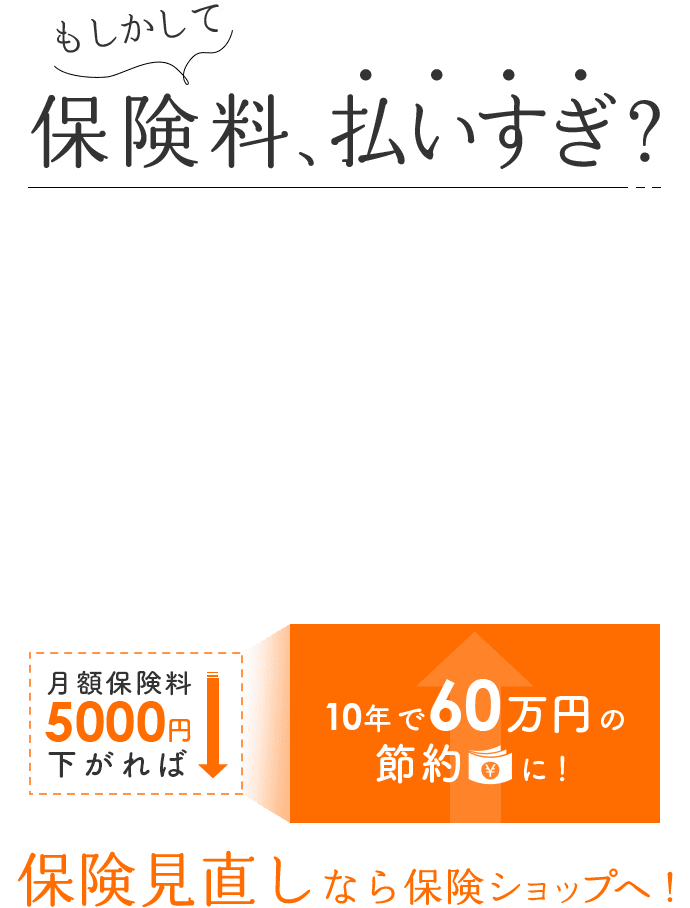 もしかして
保険料、払いすぎ？
月額保険料
5000円
下がれば
10年で60万円の
節約に！
保険見直しなら保険ショップへ！